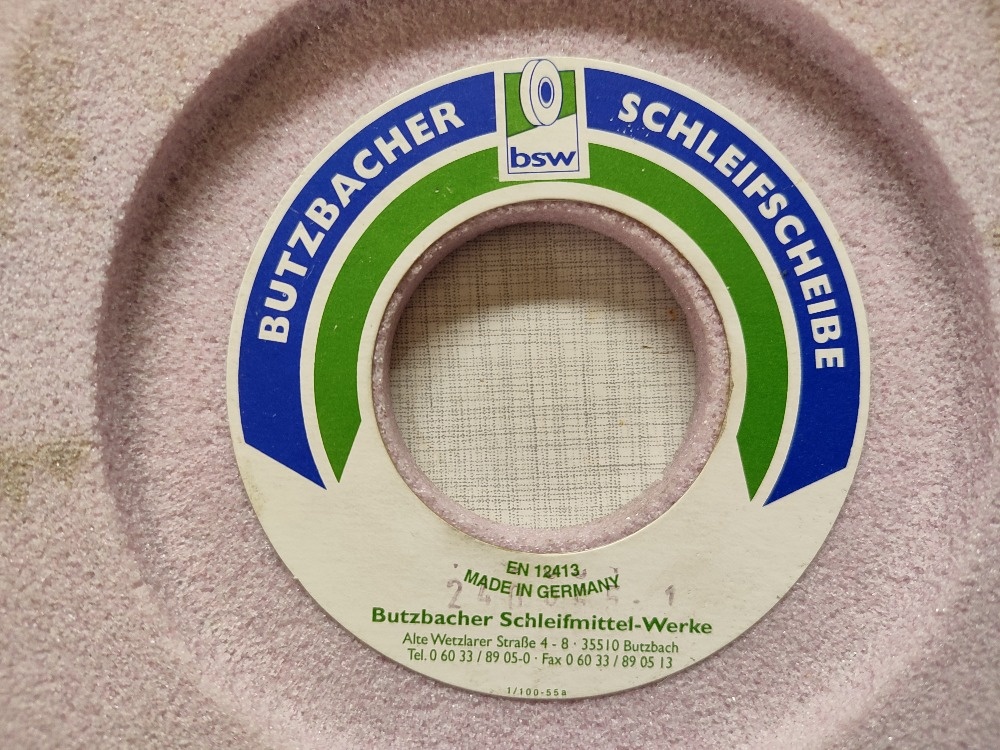 BUTZBACHER
bsw
SCHLEIFSCHEIBE
EN 12413
MADE IN GERMANY
Butzbacher Schleifmittel-Werke
Alte Wetzlarer Straße 4 - 8 · 35510 Butzbach
Tel. 0 60 33 / 89 05-0 · Fax 0 60 33 / 89 05 13
1/100-55a